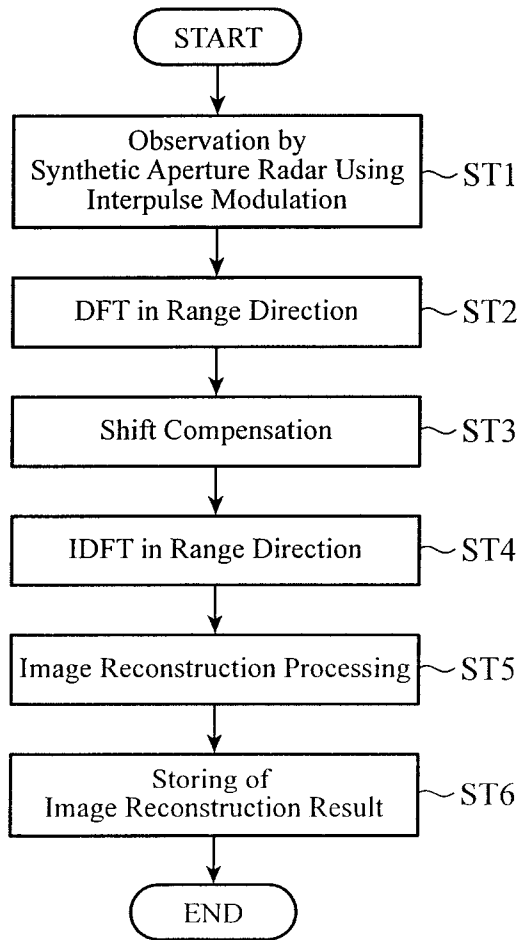 START
Observation by
Synthetic Aperture Radar Using
Interpulse Modulation
ST1
DFT in Range Direction
ST2
Shift Compensation
ST3
IDFT in Range Direction
ST4
Image Reconstruction Processing
ST5
Storing of
Image Reconstruction Result
ST6
END